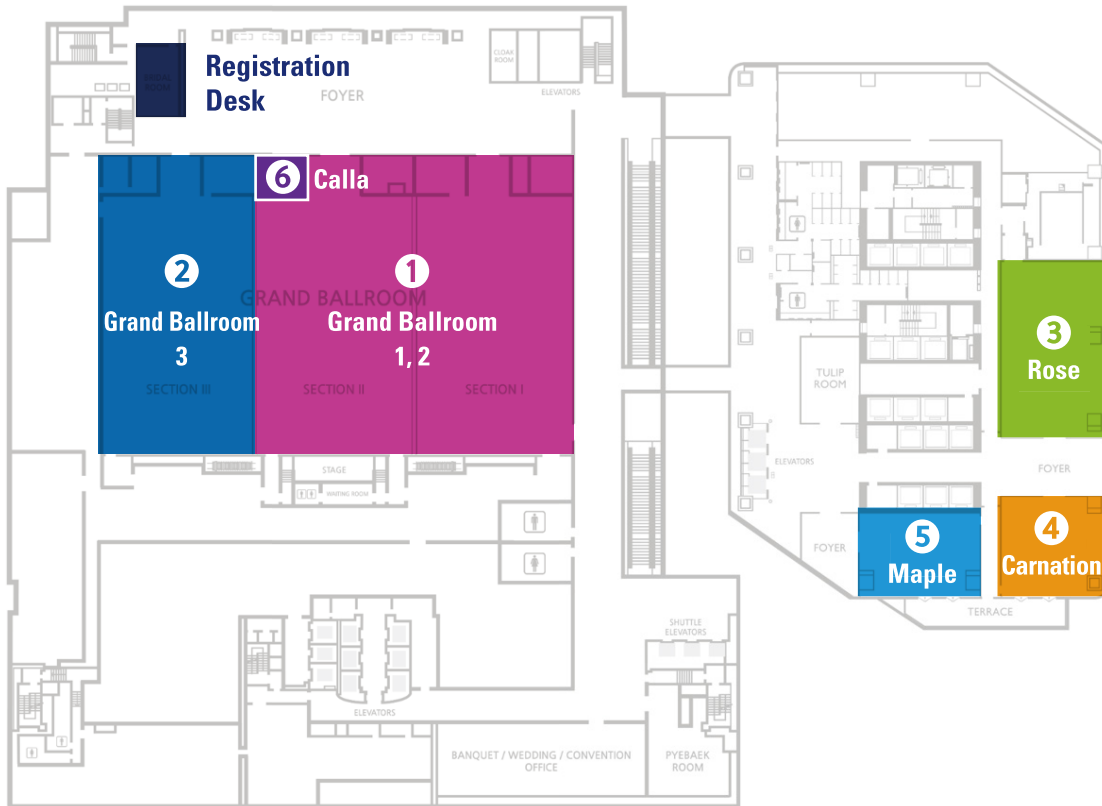 BRIDAL
ROOM
Registration
Desk
FOYER
CLOAK
ROOM
ELEVATORS
6 Calla
2
Grand Ballroom
3
1
Grand Ballroom
1, 2
GRAND BALLROOM
SECTION III
SECTION II
SECTION I
STAGE
WAITING ROOM
3
Rose
TULIP
ROOM
ELEVATORS
FOYER
FOYER
5
Maple
4
Carnation
TERRACE
SHUTTLE
ELEVATORS
ELEVATORS
BANQUET / WEDDING / CONVENTION
OFFICE
PYEBAEK
ROOM